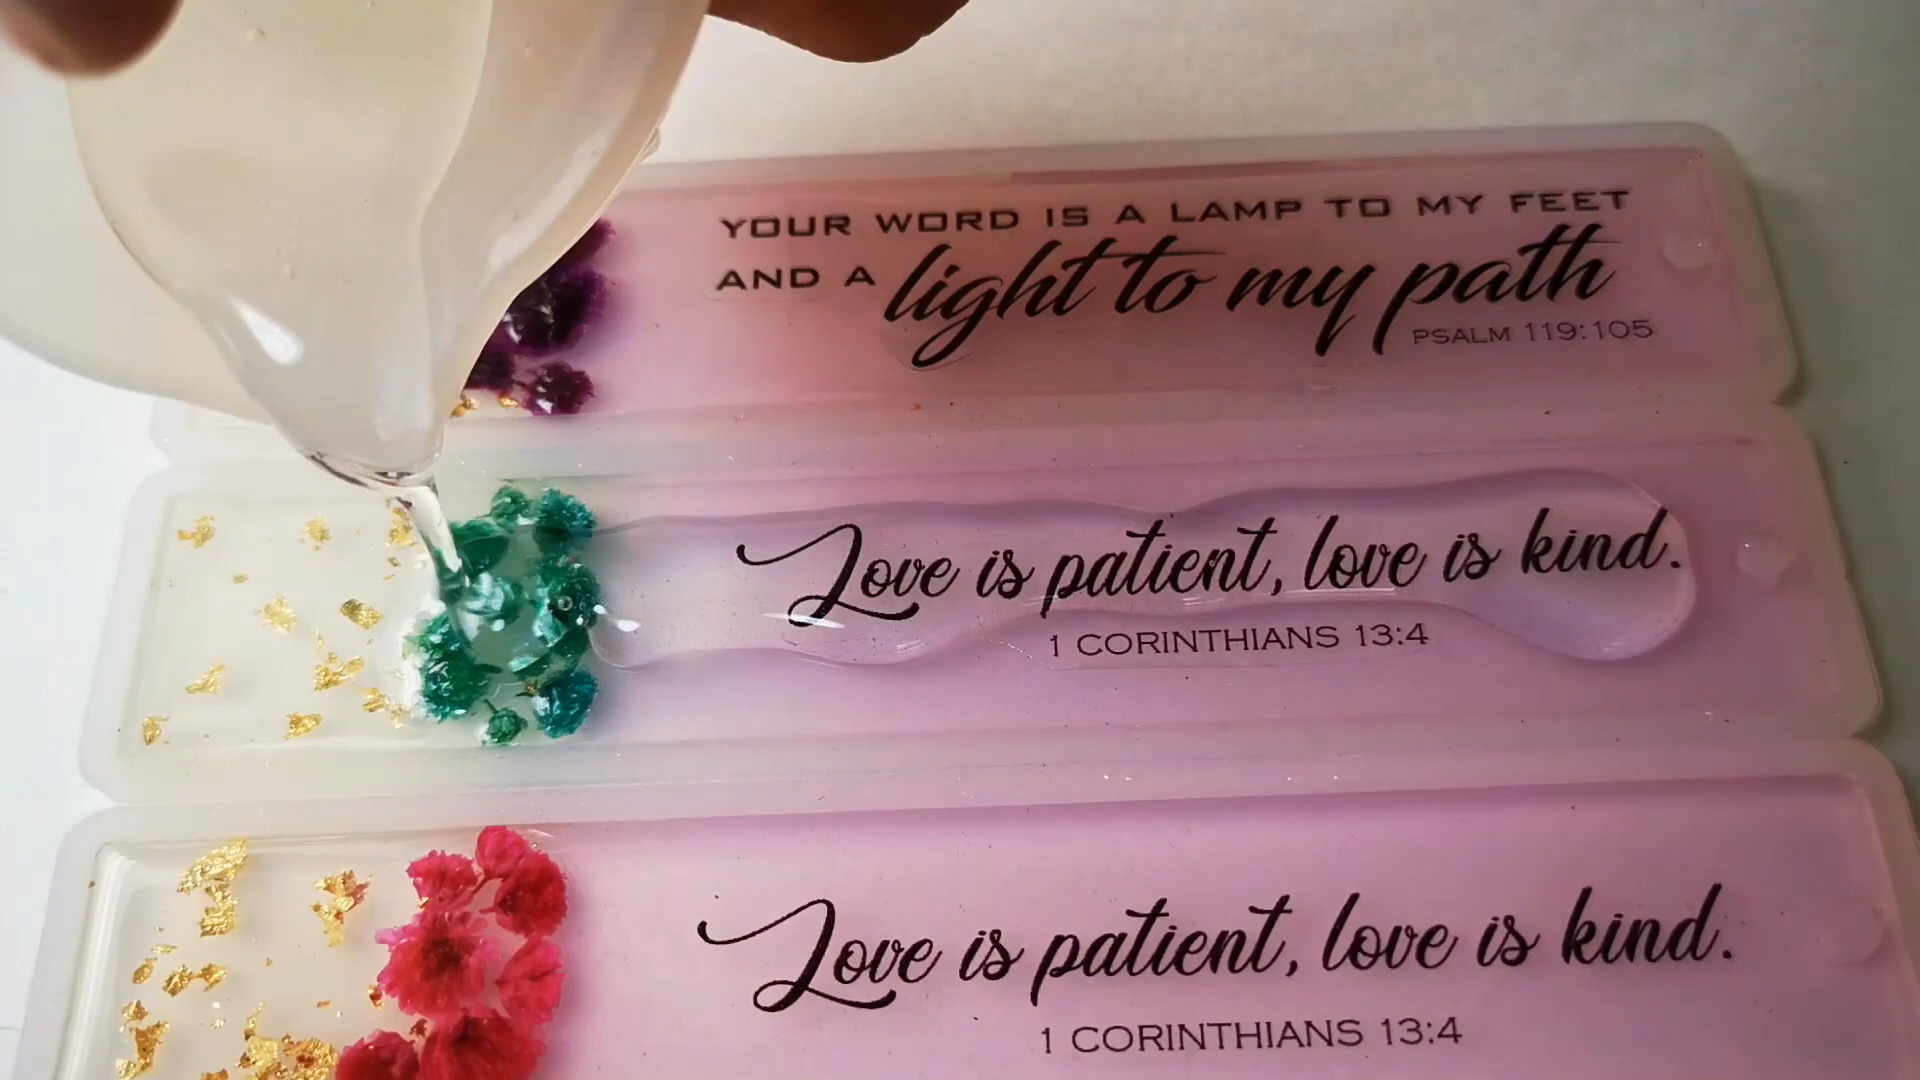 YOUR WORD IS A LAMP TO MY FEET
AND A light to my path
PSALM 119:105
Love is patient, love is kind.
1 CORINTHIANS 13:4
Love is patient, love is kind.
1 CORINTHIANS 13:4